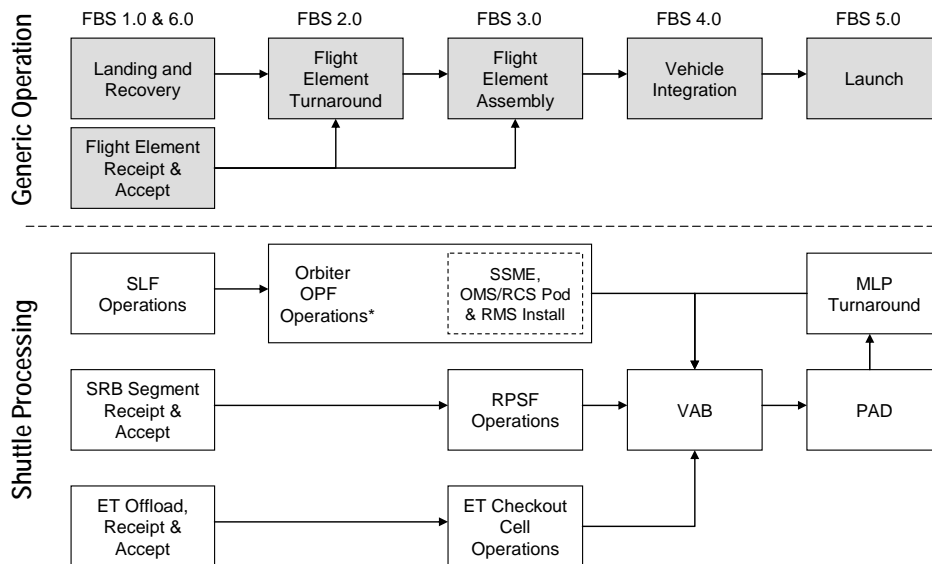 FBS 1.0 & 6.0
FBS 2.0
FBS 3.0
FBS 4.0
FBS 5.0
Generic Operation
Landing and
Recovery
Flight
Element
Turnaround
Flight
Element
Assembly
Vehicle
Integration
Launch
Flight Element
Receipt &
Accept
Shuttle Processing
SLF
Operations
Orbiter
OPF
Operations*
SSME,
OMS/RCS Pod
& RMS Install
MLP
Turnaround
SRB Segment
Receipt &
Accept
RPSF
Operations
VAB
PAD
ET Offload,
Receipt &
Accept
ET Checkout
Cell
Operations